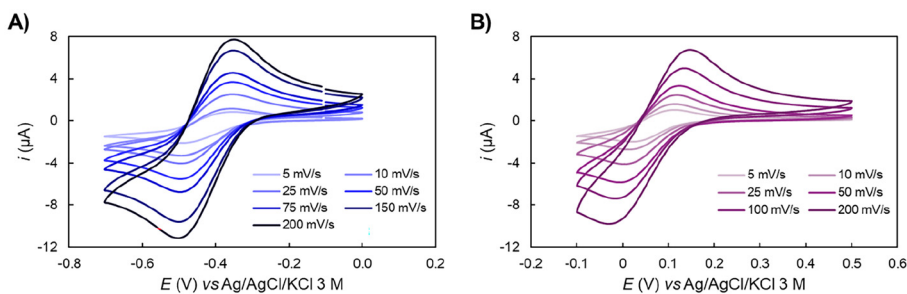 A)
8
4
0
-4
-8
-12
i (µA)
5 mV/s 10 mV/s
25 mV/s 50 mV/s
75 mV/s 150 mV/s
200 mV/s
-0.8 -0.6 -0.4 -0.2 0.0 0.2
E (V) vs Ag/AgCl/KCl 3 M
B)
8
4
0
-4
-8
-12
i (µA)
5 mV/s 10 mV/s
25 mV/s 50 mV/s
100 mV/s 200 mV/s
-0.2 -0.1 0 0.1 0.2 0.3 0.4 0.5 0.6
E (V) vs Ag/AgCl/KCl 3 M